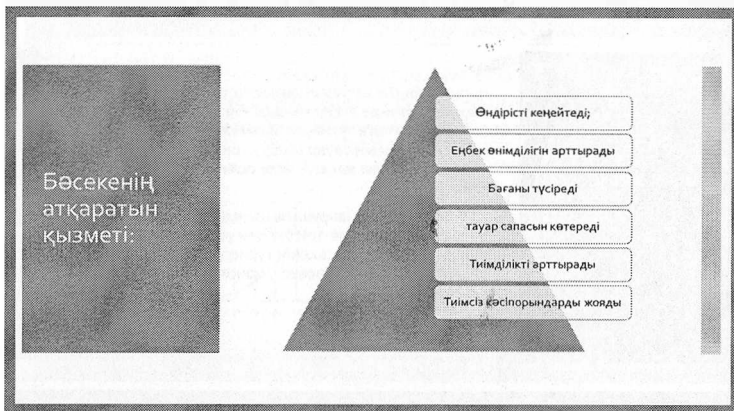 Бәсекенің
атқаратын
қызметі:
Өндірісті кеңейтеді;
Еңбек өнімділігін арттырады
Бағаны түсіреді
тауар сапасын көтереді
Тиімділікті арттырады
Тиімсіз кәсіпорындарды жояды